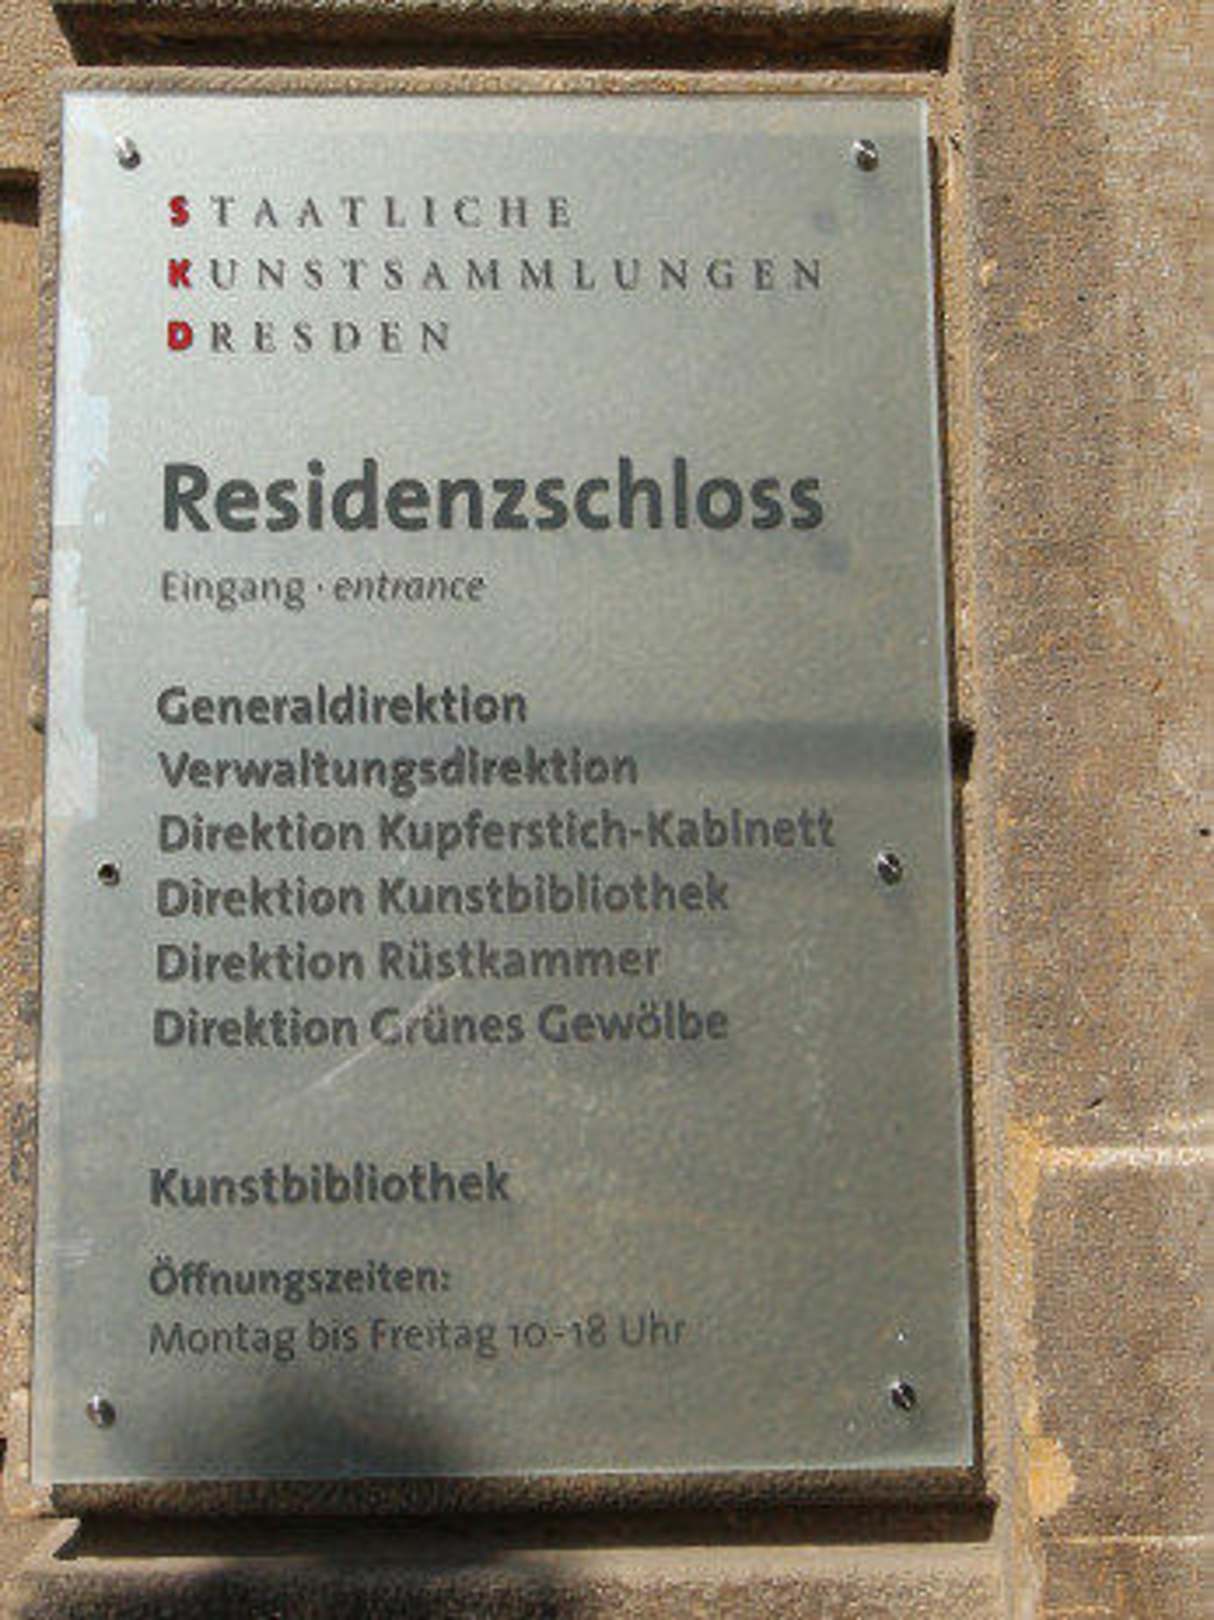 STAATLICHE
KUNSTSAMMLUNGEN
DRESDEN
Residenzschloss
Eingang · entrance
Generaldirektion
Verwaltungsdirektion
Direktion Kupferstich-Kabinett
Direktion Kunstbibliothek
Direktion Rüstkammer
Direktion Grünes Gewölbe
Kunstbibliothek
Öffnungszeiten:
Montag bis Freitag 10-18 Uhr